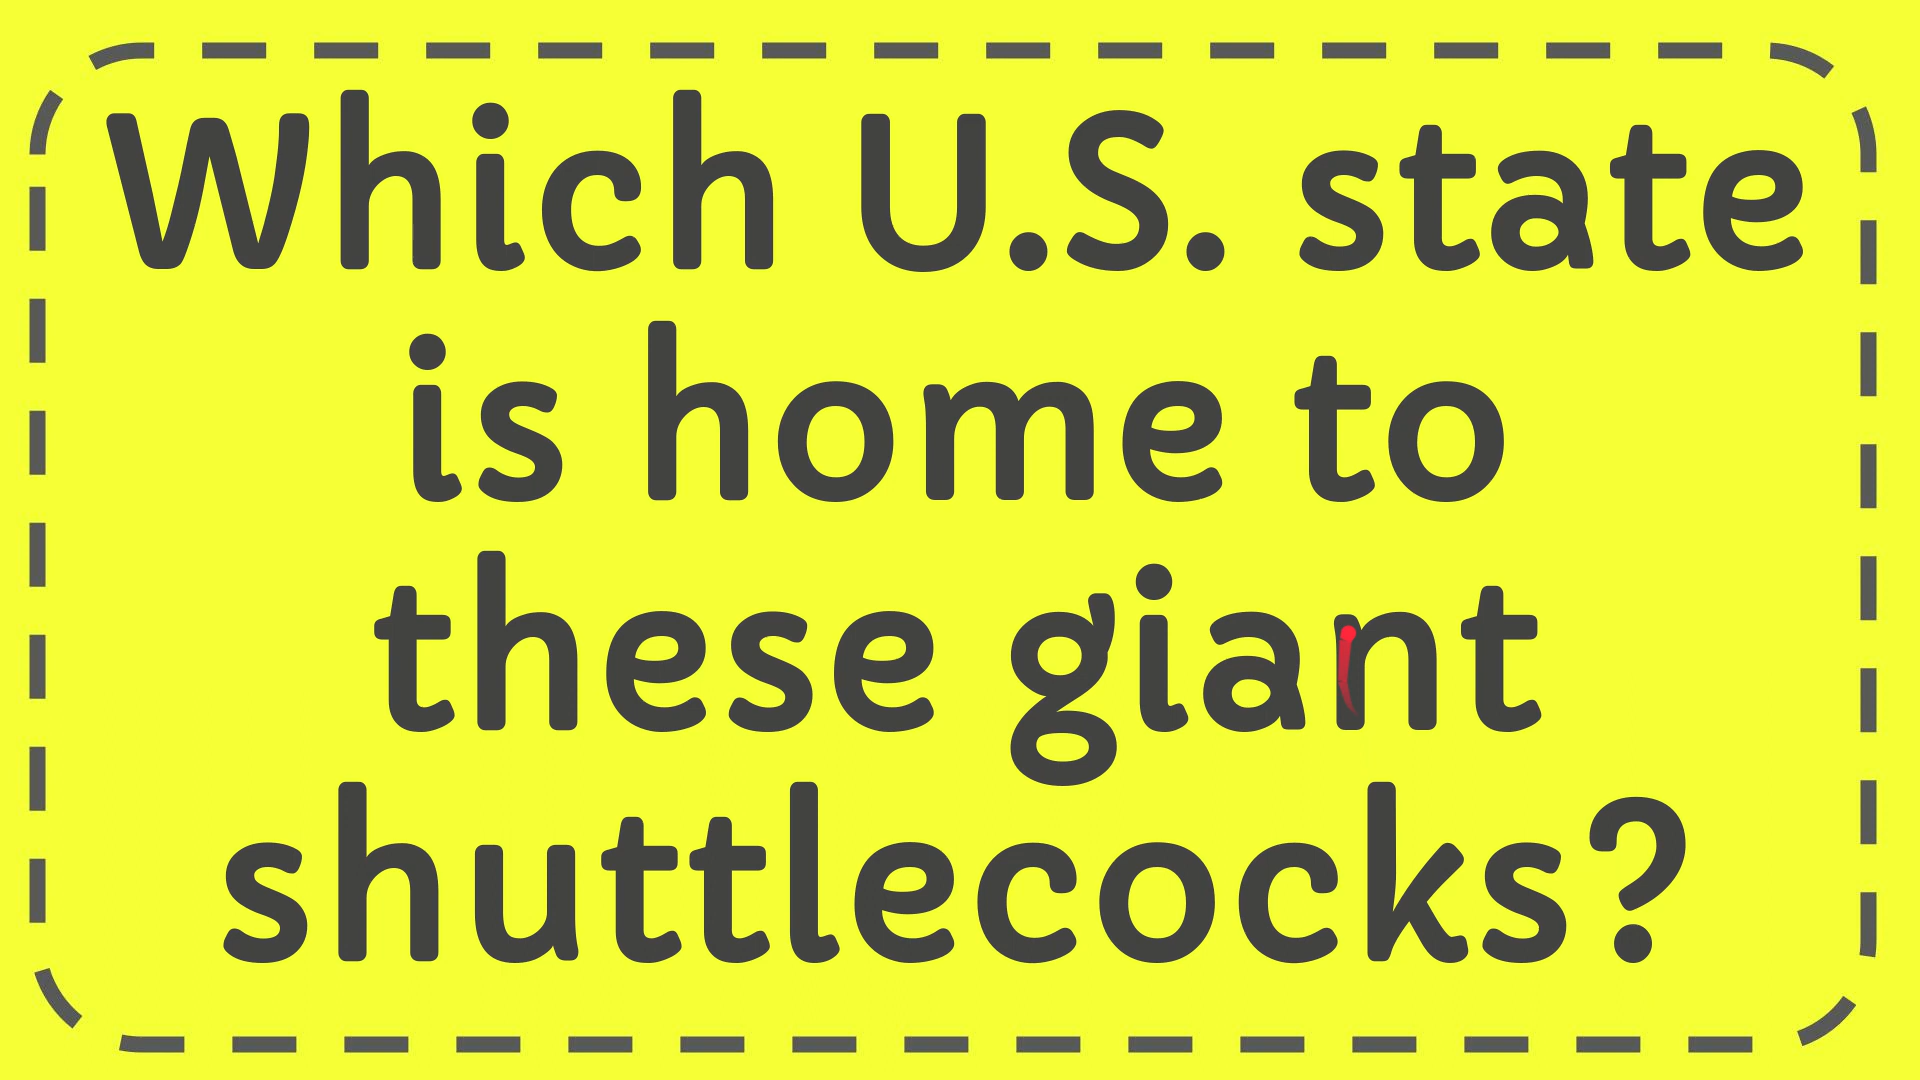 Which U.S. state
is home to
these giant
shuttlecocks?